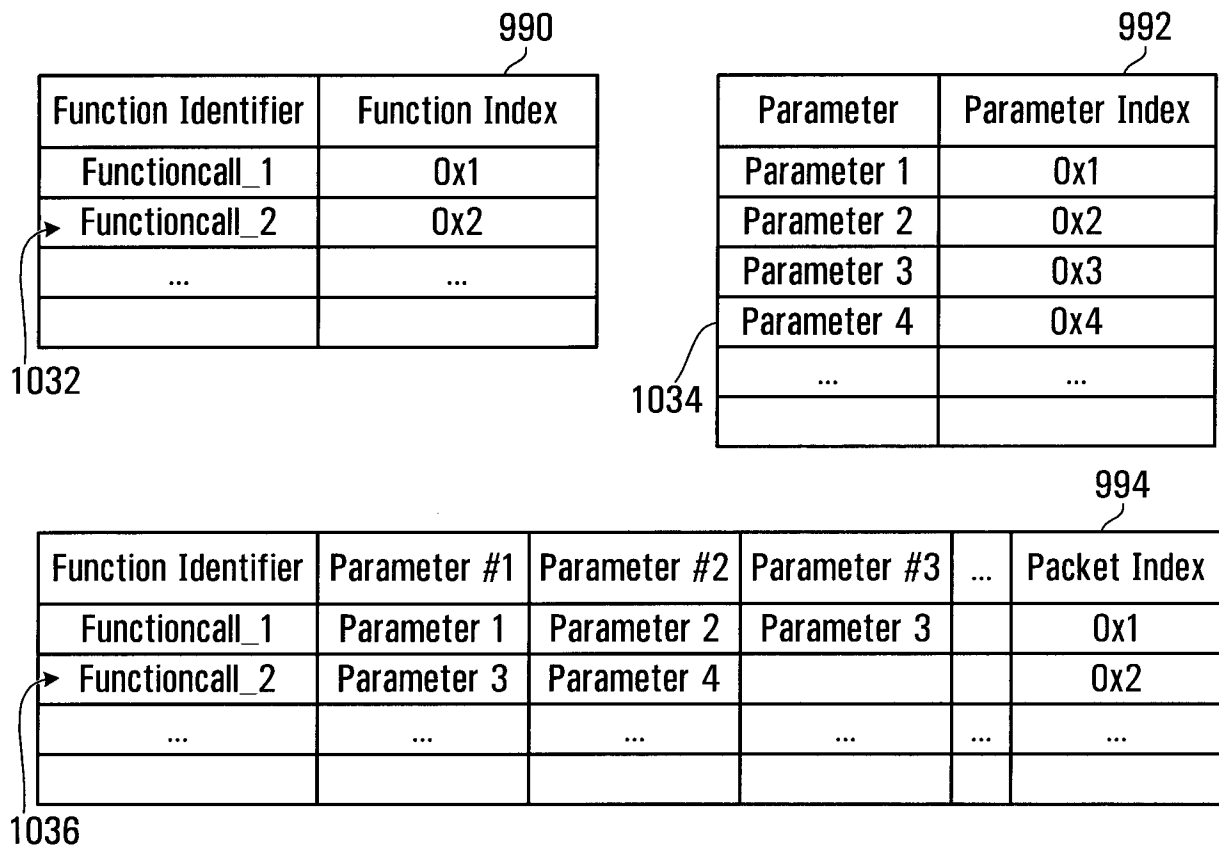 990
Function Identifier Function Index
Functioncall_1 0x1
Functioncall_2 0x2
... ...
1032
992
Parameter Parameter Index
Parameter 1 0x1
Parameter 2 0x2
Parameter 3 0x3
Parameter 4 0x4
... ...
1034
994
Function Identifier Parameter #1 Parameter #2 Parameter #3 ... Packet Index
Functioncall_1 Parameter 1 Parameter 2 Parameter 3 0x1
Functioncall_2 Parameter 3 Parameter 4 0x2
... ... ... ... ... ...
1036